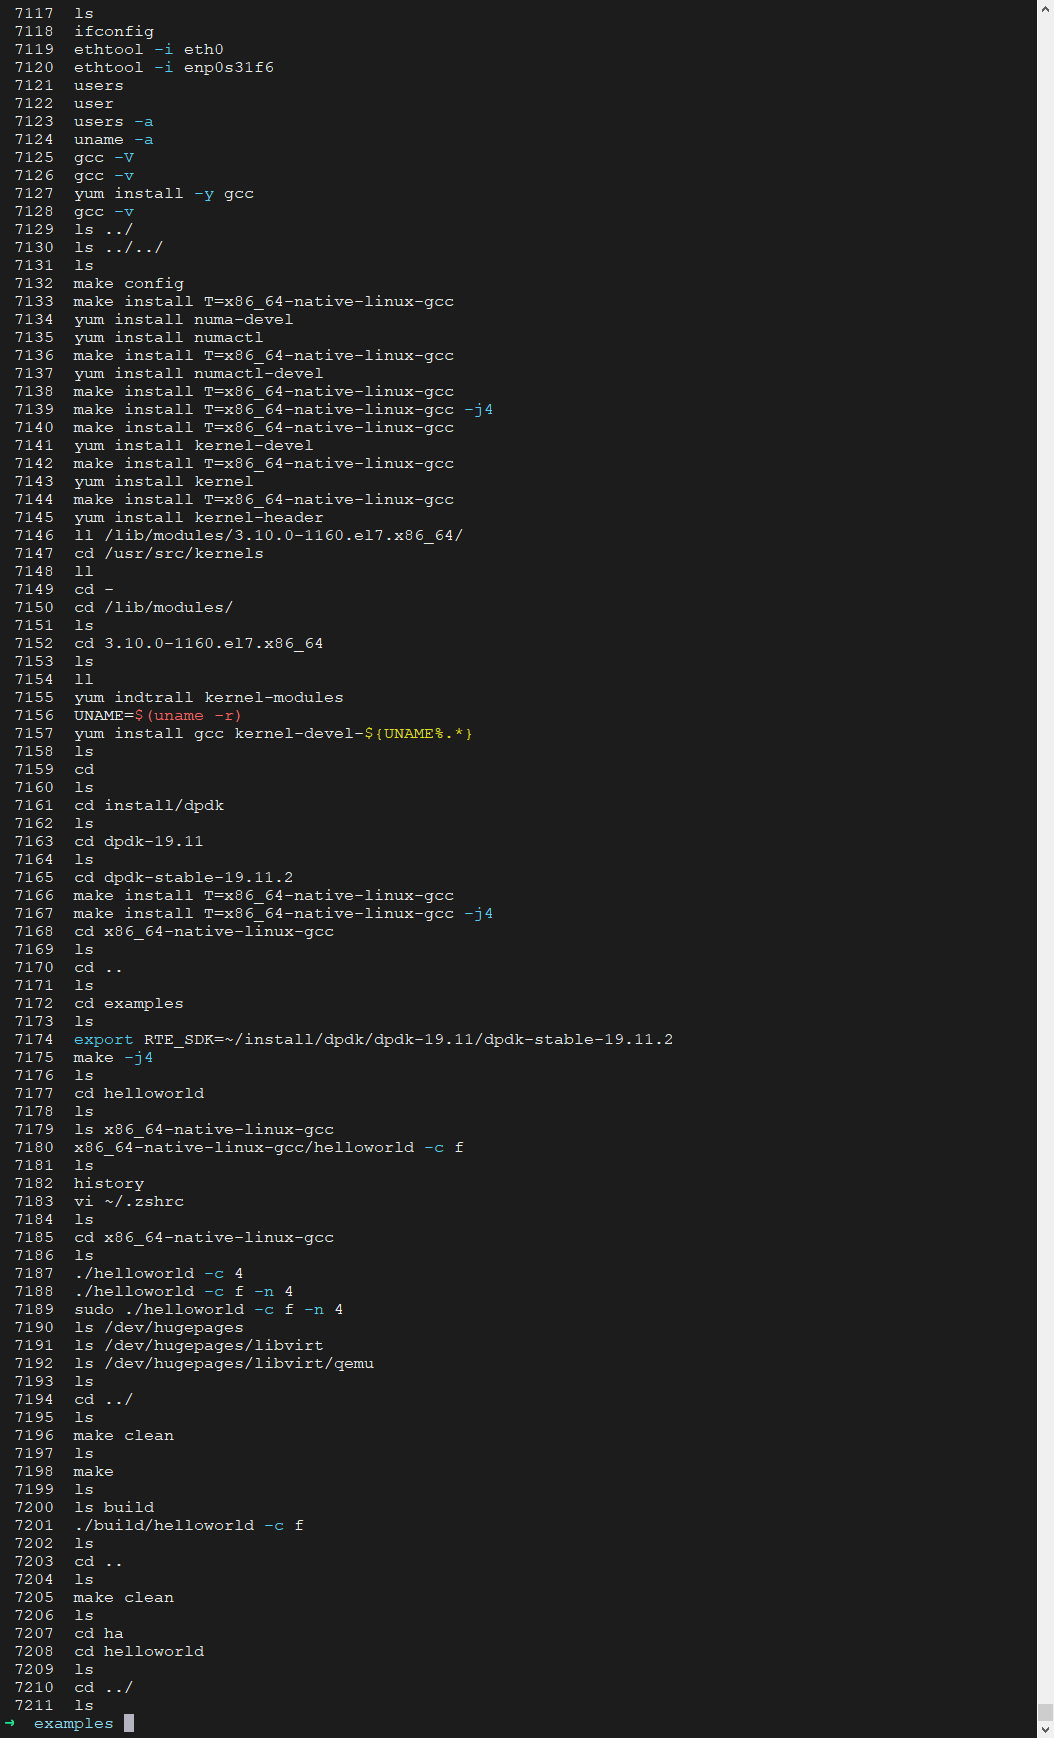 7117  ls
7118  ifconfig
7119  ethtool -i eth0
7120  ethtool -i enp0s31f6
7121  users
7122  user
7123  users -a
7124  uname -a
7125  gcc -V
7126  gcc -v
7127  yum install -y gcc
7128  gcc -v
7129  ls ../
7130  ls ../../
7131  ls
7132  make config
7133  make install T=x86_64-native-linux-gcc
7134  yum install numa-devel
7135  yum install numactl
7136  make install T=x86_64-native-linux-gcc
7137  yum install numactl-devel
7138  make install T=x86_64-native-linux-gcc
7139  make install T=x86_64-native-linux-gcc -j4
7140  make install T=x86_64-native-linux-gcc
7141  yum install kernel-devel
7142  make install T=x86_64-native-linux-gcc
7143  yum install kernel
7144  make install T=x86_64-native-linux-gcc
7145  yum install kernel-header
7146  ll /lib/modules/3.10.0-1160.el7.x86_64/
7147  cd /usr/src/kernels
7148  ll
7149  cd -
7150  cd /lib/modules/
7151  ls
7152  cd 3.10.0-1160.el7.x86_64
7153  ls
7154  ll
7155  yum indtrall kernel-modules
7156  UNAME=$(uname -r)
7157  yum install gcc kernel-devel-${UNAME%.*}
7158  ls
7159  cd
7160  ls
7161  cd install/dpdk
7162  ls
7163  cd dpdk-19.11
7164  ls
7165  cd dpdk-stable-19.11.2
7166  make install T=x86_64-native-linux-gcc
7167  make install T=x86_64-native-linux-gcc -j4
7168  cd x86_64-native-linux-gcc
7169  ls
7170  cd ..
7171  ls
7172  cd examples
7173  ls
7174  export RTE_SDK=~/install/dpdk/dpdk-19.11/dpdk-stable-19.11.2
7175  make -j4
7176  ls
7177  cd helloworld
7178  ls
7179  ls x86_64-native-linux-gcc
7180  x86_64-native-linux-gcc/helloworld -c f
7181  ls
7182  history
7183  vi ~/.zshrc
7184  ls
7185  cd x86_64-native-linux-gcc
7186  ls
7187  ./helloworld -c 4
7188  ./helloworld -c f -n 4
7189  sudo ./helloworld -c f -n 4
7190  ls /dev/hugepages
7191  ls /dev/hugepages/libvirt
7192  ls /dev/hugepages/libvirt/qemu
7193  ls
7194  cd ../
7195  ls
7196  make clean
7197  ls
7198  make
7199  ls
7200  ls build
7201  ./build/helloworld -c f
7202  ls
7203  cd ..
7204  ls
7205  make clean
7206  ls
7207  cd ha
7208  cd helloworld
7209  ls
7210  cd ../
7211  ls
→  examples